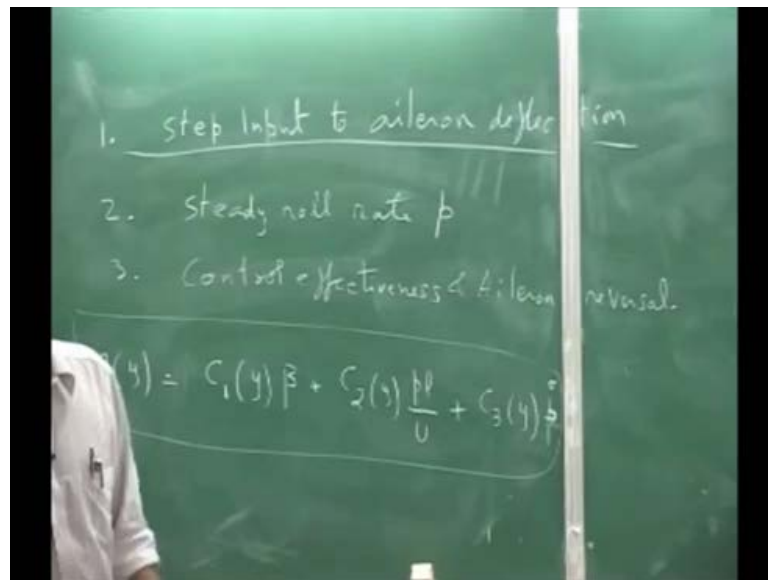 1. Step Input to aileron deflection
2. Steady roll rate p
3. Control effectiveness & Aileron reversal.
(y) = C₁(y) β + C₂(y) pl/U + C₃(y) ṗ